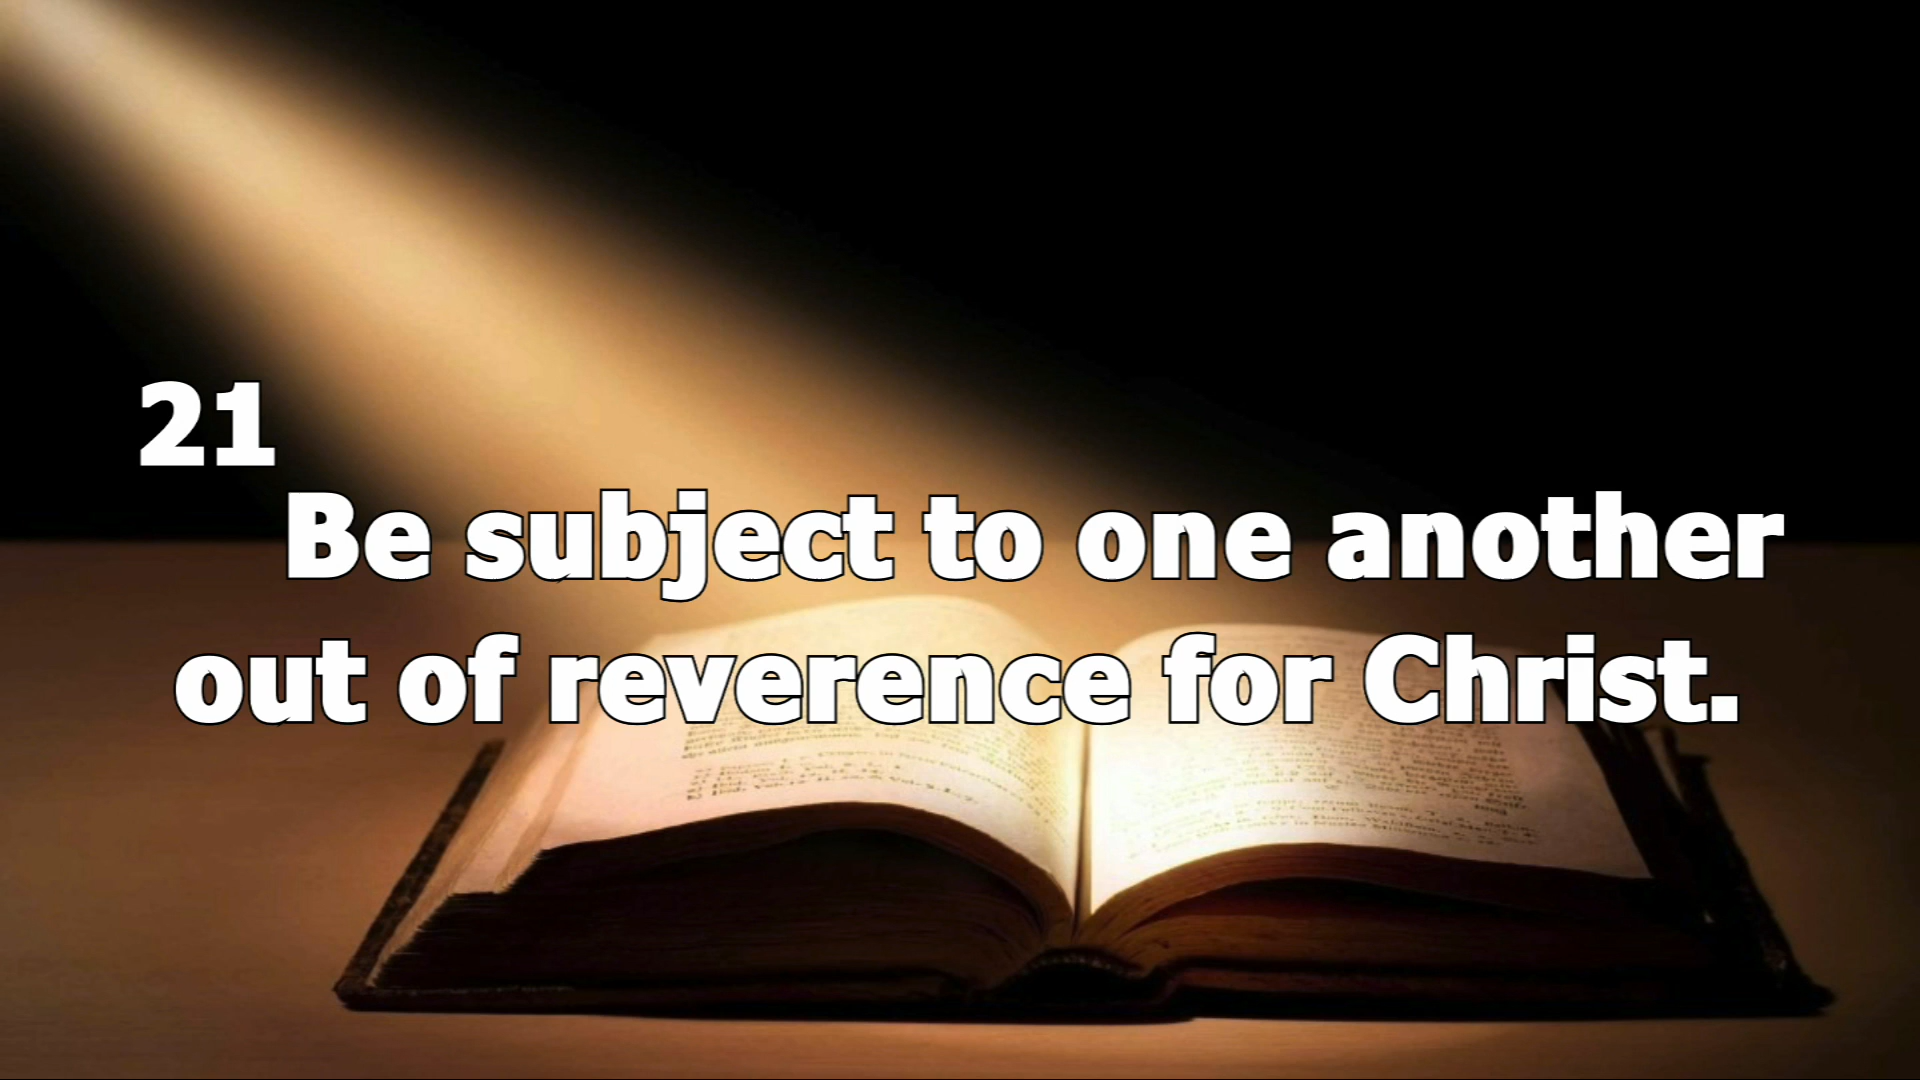 21
Be subject to one another
out of reverence for Christ.